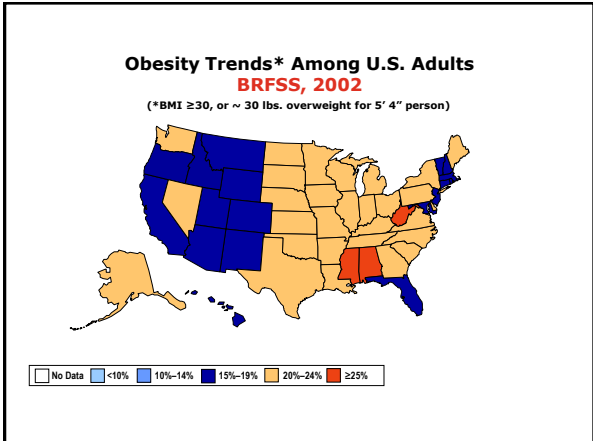 Obesity Trends* Among U.S. Adults
BRFSS, 2002
(*BMI ≥30, or ~ 30 lbs. overweight for 5’ 4” person)
No Data <10% 10%–14% 15%–19% 20%–24% ≥25%